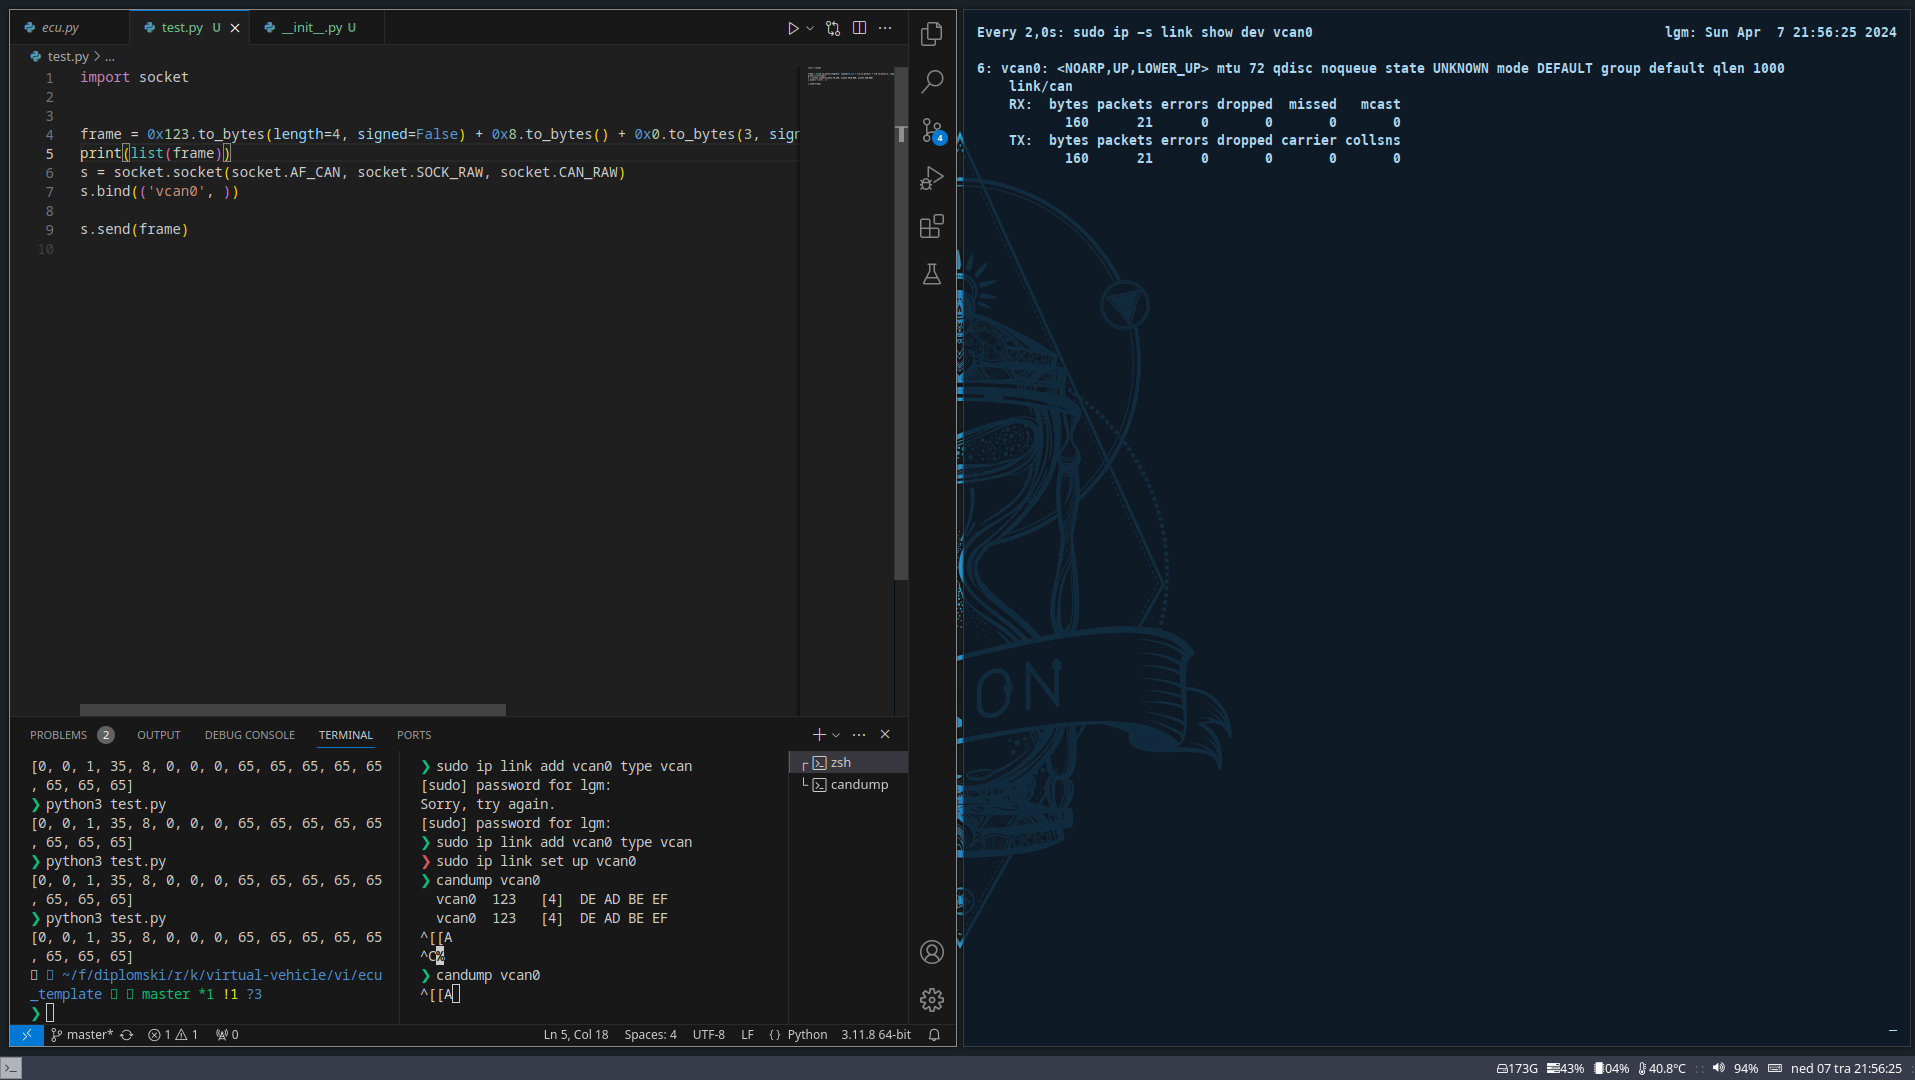 ecu.py
test.py U
__init__.py U
test.py > ...
1 import socket
2
3
4 frame = 0x123.to_bytes(length=4, signed=False) + 0x8.to_bytes() + 0x0.to_bytes(3, sigr
5 print(list(frame))
6 s = socket.socket(socket.AF_CAN, socket.SOCK_RAW, socket.CAN_RAW)
7 s.bind(('vcan0', ))
8
9 s.send(frame)
10
4
PROBLEMS 2 OUTPUT DEBUG CONSOLE TERMINAL PORTS
[0, 0, 1, 35, 8, 0, 0, 0, 65, 65, 65, 65, 65
, 65, 65, 65]
❯ python3 test.py
[0, 0, 1, 35, 8, 0, 0, 0, 65, 65, 65, 65, 65
, 65, 65, 65]
❯ python3 test.py
[0, 0, 1, 35, 8, 0, 0, 0, 65, 65, 65, 65, 65
, 65, 65, 65]
❯ python3 test.py
[0, 0, 1, 35, 8, 0, 0, 0, 65, 65, 65, 65, 65
, 65, 65, 65]
~/f/diplomski/r/k/virtual-vehicle/vi/ecu
_template master *1 !1 ?3
❯
❯ sudo ip link add vcan0 type vcan
[sudo] password for lgm:
Sorry, try again.
[sudo] password for lgm:
❯ sudo ip link add vcan0 type vcan
❯ sudo ip link set up vcan0
❯ candump vcan0
vcan0 123 [4] DE AD BE EF
vcan0 123 [4] DE AD BE EF
^[[A
^C%
❯ candump vcan0
^[[A
zsh
candump
master* 1 1 0 Ln 5, Col 18 Spaces: 4 UTF-8 LF {} Python 3.11.8 64-bit
Every 2,0s: sudo ip -s link show dev vcan0 lgm: Sun Apr 7 21:56:25 2024
6: vcan0: <NOARP,UP,LOWER_UP> mtu 72 qdisc noqueue state UNKNOWN mode DEFAULT group default qlen 1000
link/can
RX: bytes packets errors dropped missed mcast
160 21 0 0 0 0
TX: bytes packets errors dropped carrier collsns
160 21 0 0 0 0
ON
173G 43% 04% 40.8°C :: 94% ned 07 tra 21:56:25